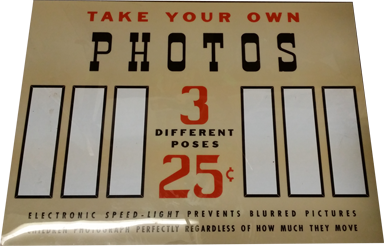 TAKE YOUR OWN
PHOTOS
3
DIFFERENT
POSES
25¢
ELECTRONIC SPEED-LIGHT PREVENTS BLURRED PICTURES
CHILDREN PHOTOGRAPH PERFECTLY REGARDLESS OF HOW MUCH THEY MOVE